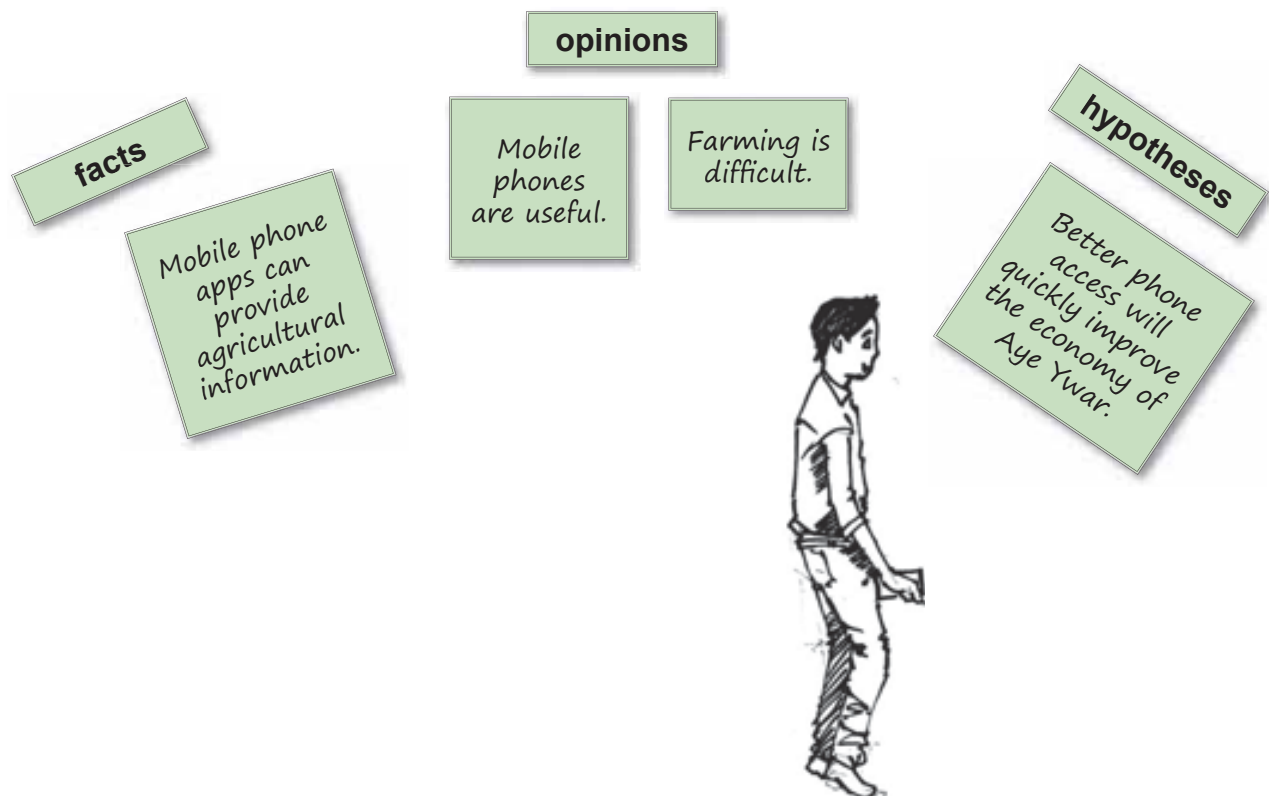 facts
Mobile phone
apps can
provide
agricultural
information.
opinions
Mobile
phones
are useful.
Farming is
difficult.
hypotheses
Better phone
access will
quickly improve
the economy of
Aye Ywar.